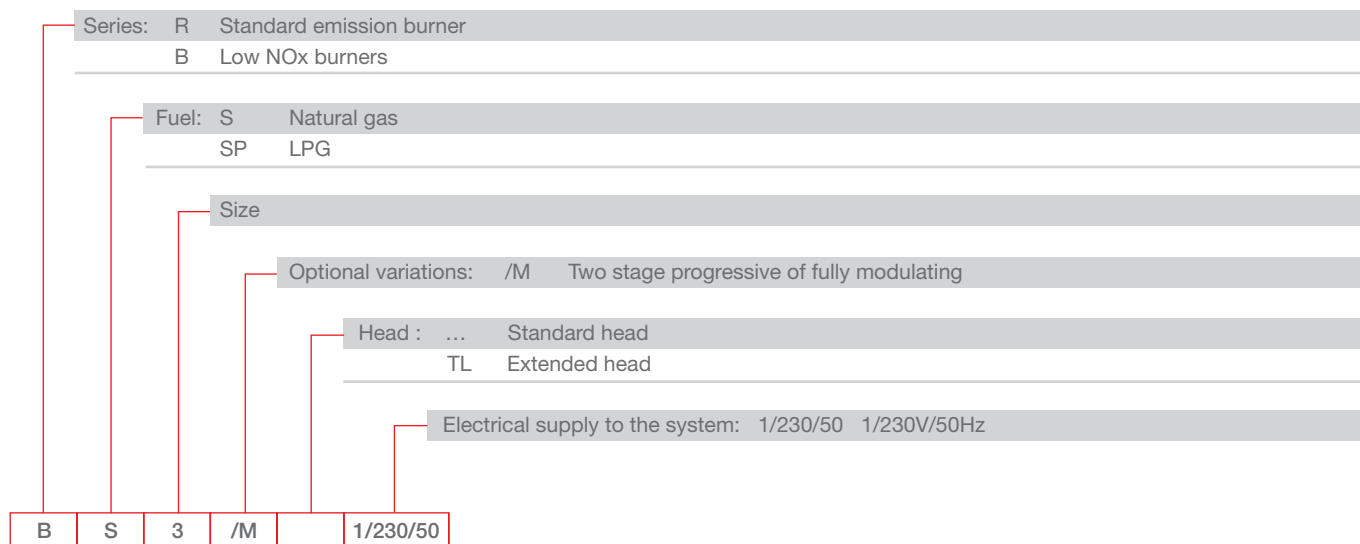 Series: R Standard emission burner
B Low NOx burners
Fuel: S Natural gas
SP LPG
Size
Optional variations: /M Two stage progressive of fully modulating
Head : … Standard head
TL Extended head
Electrical supply to the system: 1/230/50 1/230V/50Hz
B S 3 /M 1/230/50